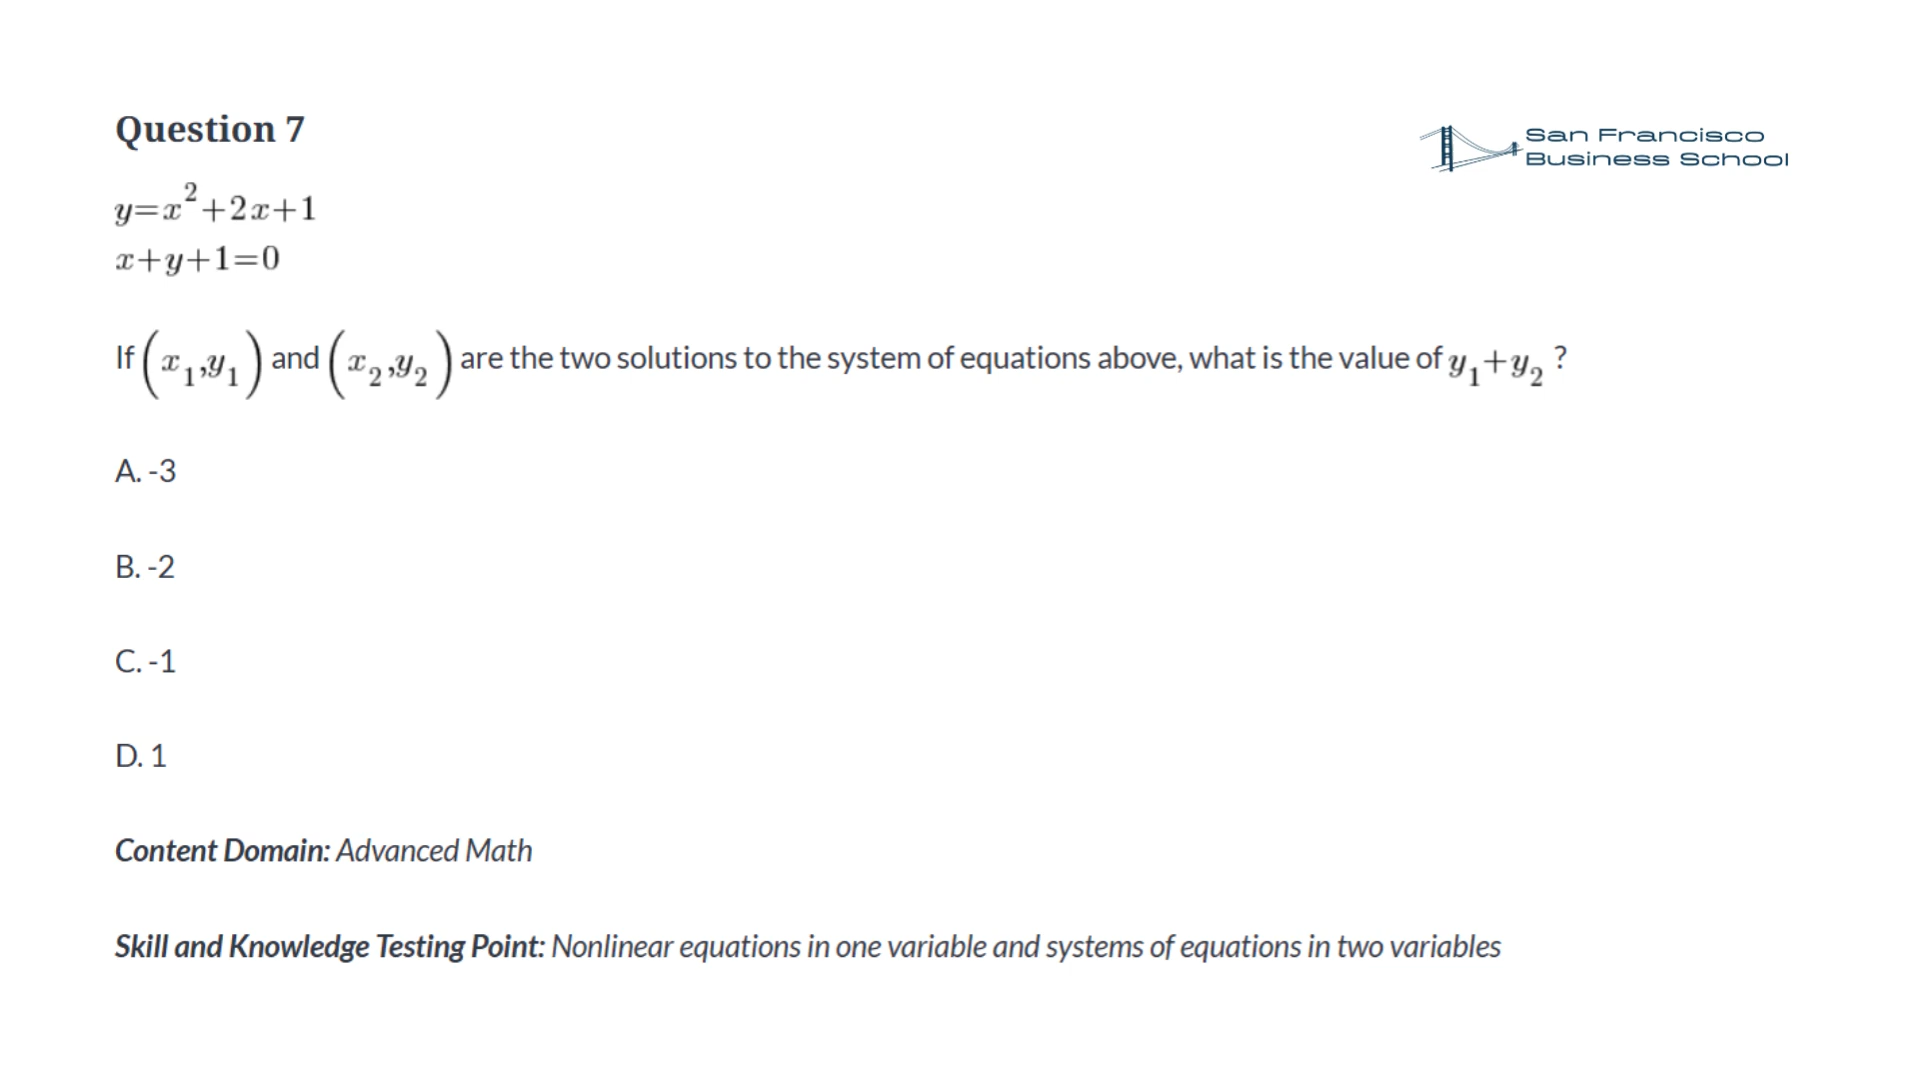 Question 7
San Francisco
Business School
y=x²+2x+1
x+y+1=0
If (x₁,y₁) and (x₂,y₂) are the two solutions to the system of equations above, what is the value of y₁+y₂ ?
A. -3
B. -2
C. -1
D. 1
Content Domain: Advanced Math
Skill and Knowledge Testing Point: Nonlinear equations in one variable and systems of equations in two variables